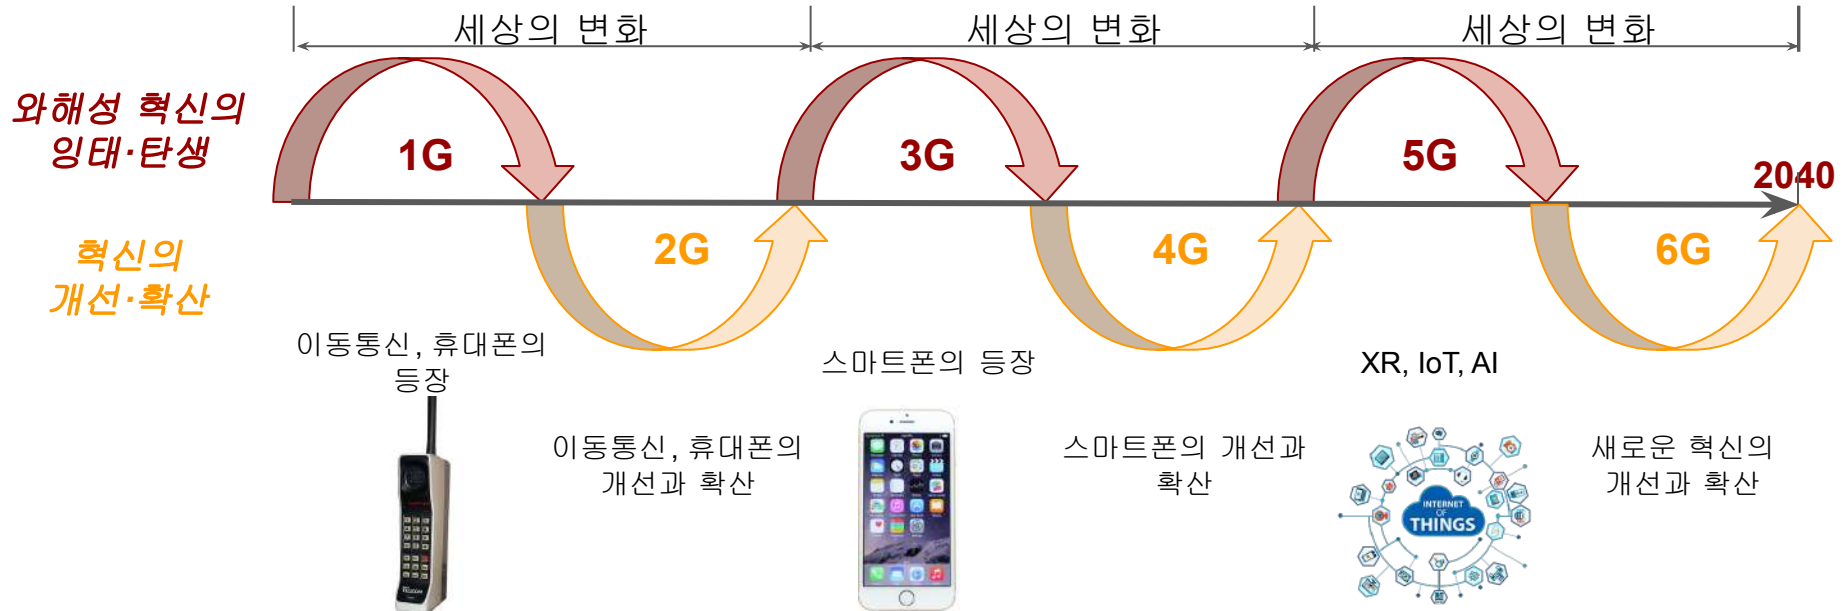 세상의 변화
세상의 변화
세상의 변화
와해성 혁신의
잉태·탄생
1G
3G
5G
2040
혁신의
개선·확산
2G
4G
6G
이동통신, 휴대폰의
등장
스마트폰의 등장
XR, IoT, AI
이동통신, 휴대폰의
개선과 확산
스마트폰의 개선과
확산
새로운 혁신의
개선과 확산
INTERNET
OF
THINGS